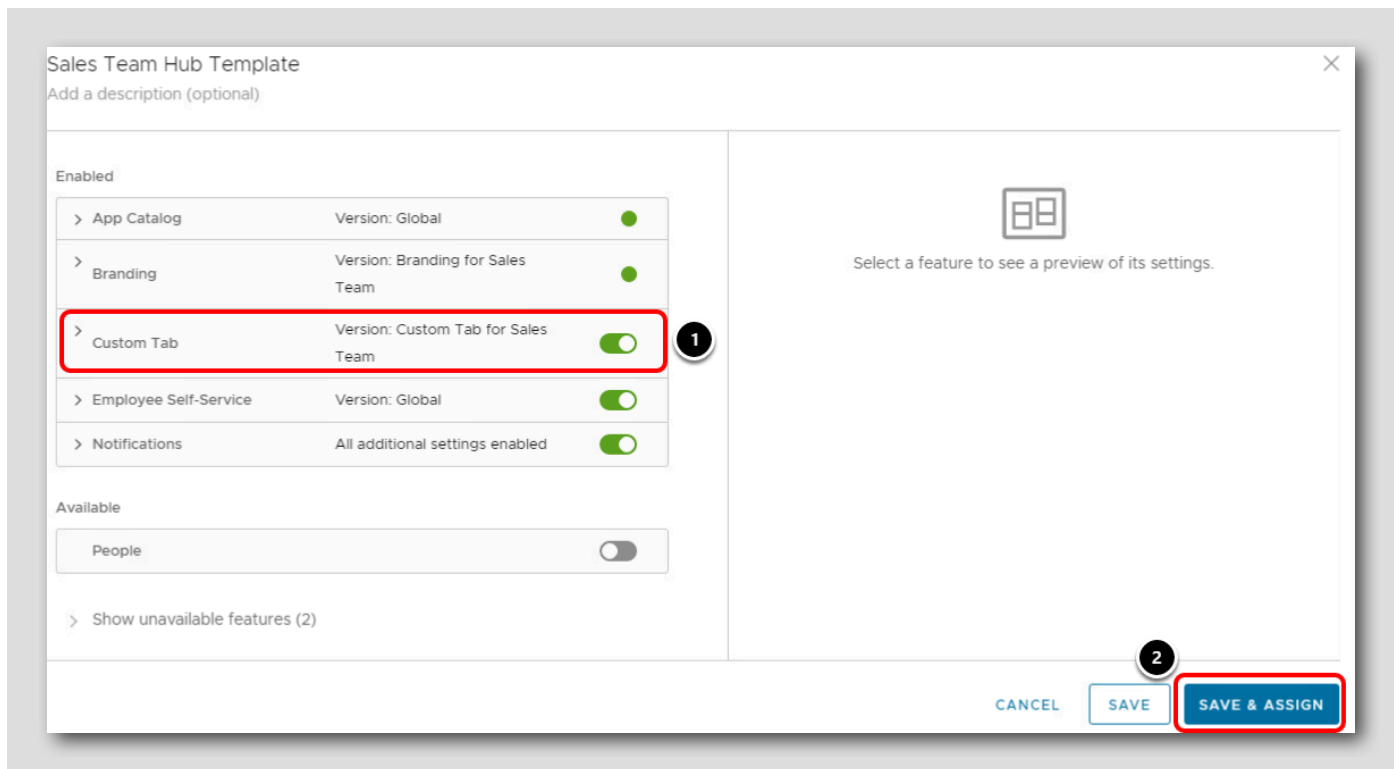 Sales Team Hub Template
Add a description (optional)
Enabled
App Catalog Version: Global
Branding Version: Branding for Sales
Team
Custom Tab Version: Custom Tab for Sales
Team
1
Employee Self-Service Version: Global
Notifications All additional settings enabled
Available
People
Show unavailable features (2)
Select a feature to see a preview of its settings.
2
CANCEL SAVE SAVE & ASSIGN